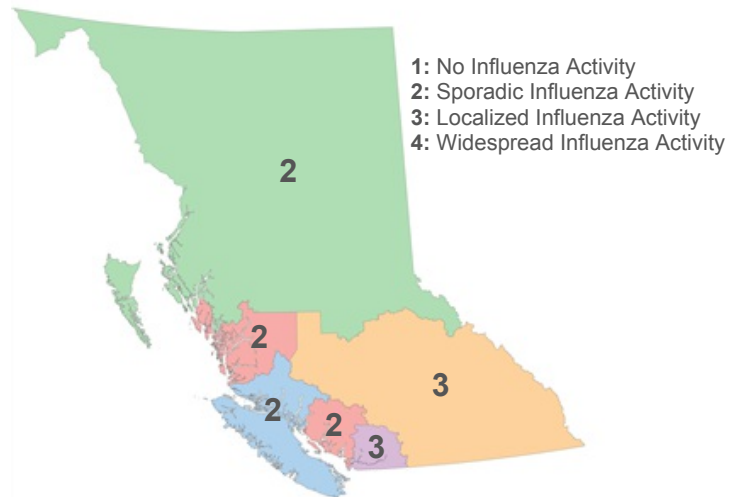 1: No Influenza Activity
2: Sporadic Influenza Activity
3: Localized Influenza Activity
4: Widespread Influenza Activity
2
2
3
2
2
3